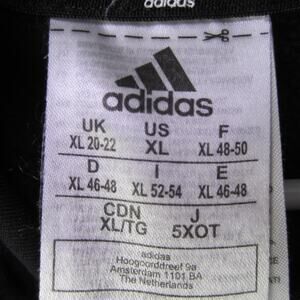 adidas
adidas
UK US F
XL 20-22 XL XL 48-50
D I E
XL 46-48 XL 52-54 XL 46-48
CDN J
XL/TG 5XOT
adidas
Hoogoorddreef 9a
Amsterdam 1101 BA
The Netherlands